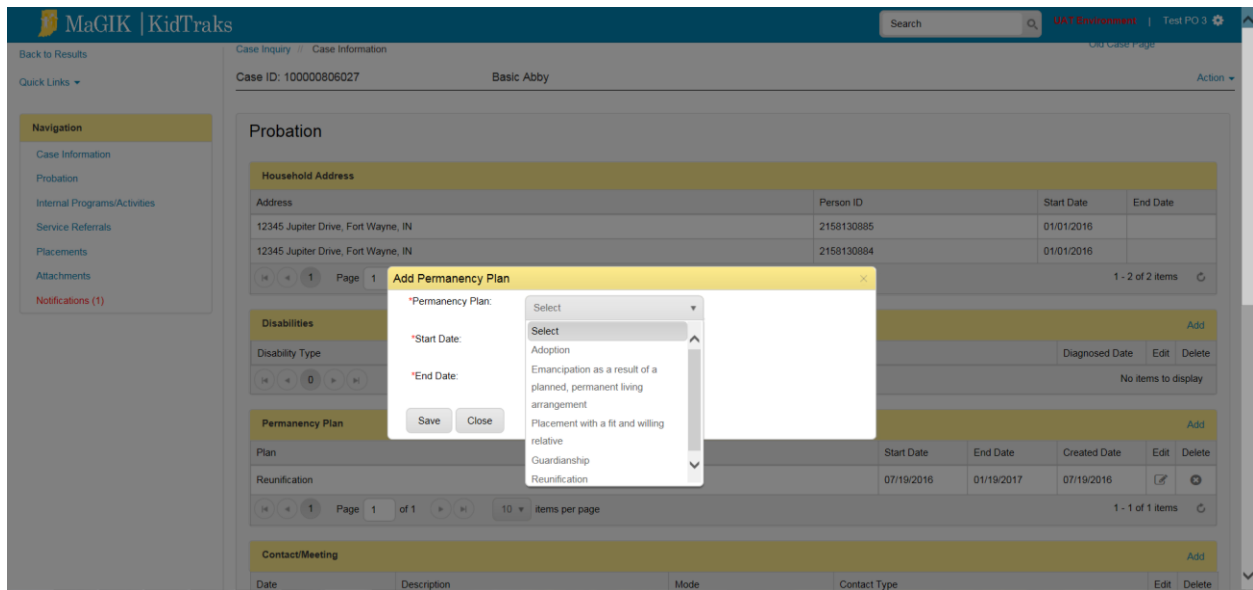 MaGIK | KidTraks
Search
UAT Environment | Test PO 3
Back to Results
Case Inquiry // Case Information
Old Case Page
Quick Links
Case ID: 100000806027 Basic Abby Action
Navigation
Case Information
Probation
Internal Programs/Activities
Service Referrals
Placements
Attachments
Notifications (1)
Probation
Household Address
Address Person ID Start Date End Date
12345 Jupiter Drive, Fort Wayne, IN 2158130885 01/01/2016
12345 Jupiter Drive, Fort Wayne, IN 2158130884 01/01/2016
1 Page 1 1 - 2 of 2 items
Add Permanency Plan
*Permanency Plan: Select
*Start Date:
*End Date:
Save Close
Select
Adoption
Emancipation as a result of a
planned, permanent living
arrangement
Placement with a fit and willing
relative
Guardianship
Reunification
Disabilities Add
Disability Type Diagnosed Date Edit Delete
0 No items to display
Permanency Plan Add
Plan Start Date End Date Created Date Edit Delete
Reunification 07/19/2016 01/19/2017 07/19/2016
1 Page 1 of 1 10 items per page 1 - 1 of 1 items
Contact/Meeting Add
Date Description Mode Contact Type Edit Delete